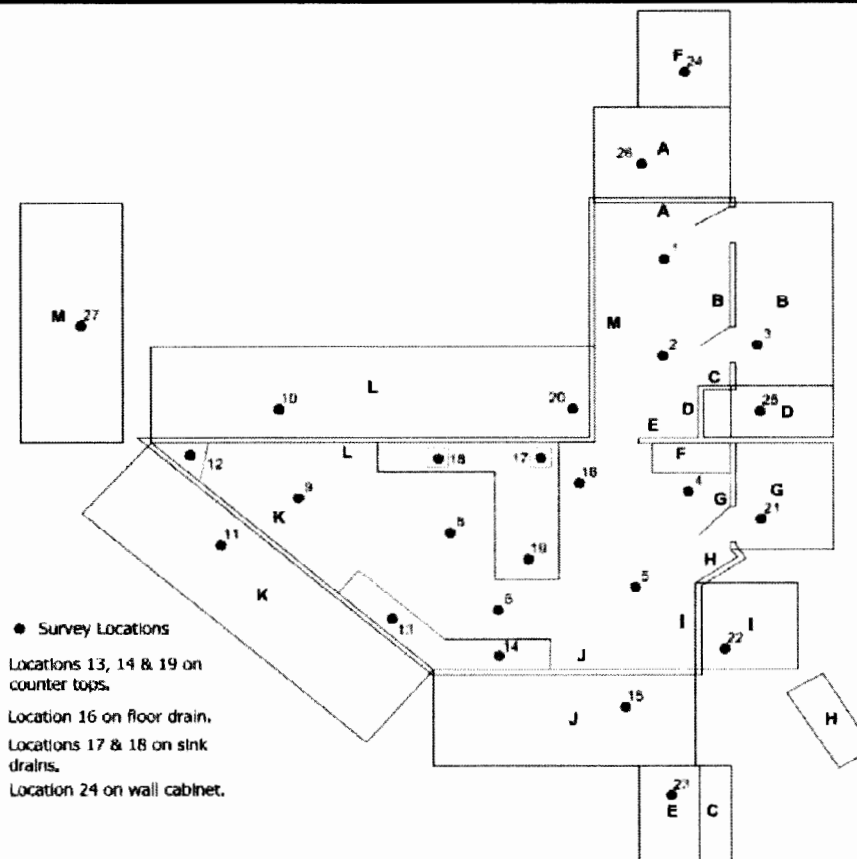 F 24
26 A
A
1
M 27
M
B B
2 3
C
L
10 20
D 25 D
E
L
F
12
18 17
16
4
G G
9
K
21
8
11
19
H
5
K
6
I I
13
22
14
J
● Survey Locations
Locations 13, 14 & 19 on
counter tops.
15
J
H
Location 16 on floor drain.
Locations 17 & 18 on sink
drains.
Location 24 on wall cabinet.
23
E C